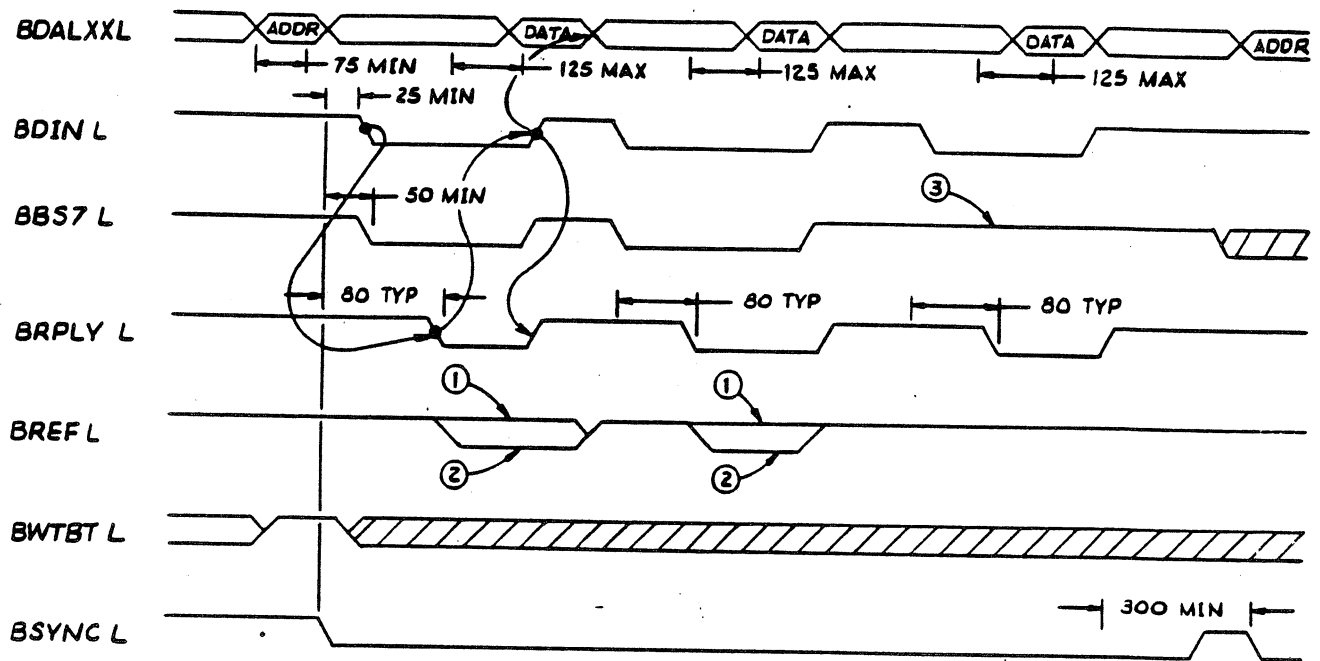 BDALXXL ADDR DATA DATA DATA ADDR
75 MIN 125 MAX 125 MAX 125 MAX
25 MIN
BDIN L
50 MIN ③
BBS7 L
80 TYP 80 TYP 80 TYP
BRPLY L
① ①
BREF L
② ②
BWTBT L
300 MIN
BSYNC L